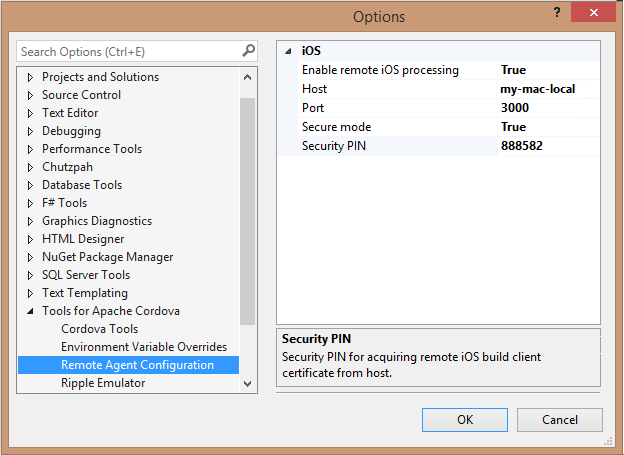 Options
?
Search Options (Ctrl+E)
Projects and Solutions
Source Control
Text Editor
Debugging
Performance Tools
Chutzpah
Database Tools
F# Tools
Graphics Diagnostics
HTML Designer
NuGet Package Manager
SQL Server Tools
Text Templating
Tools for Apache Cordova
Cordova Tools
Environment Variable Overrides
Remote Agent Configuration
Ripple Emulator
iOS
Enable remote iOS processing True
Host my-mac-local
Port 3000
Secure mode True
Security PIN 888582
Security PIN
Security PIN for acquiring remote iOS build client
certificate from host.
OK Cancel